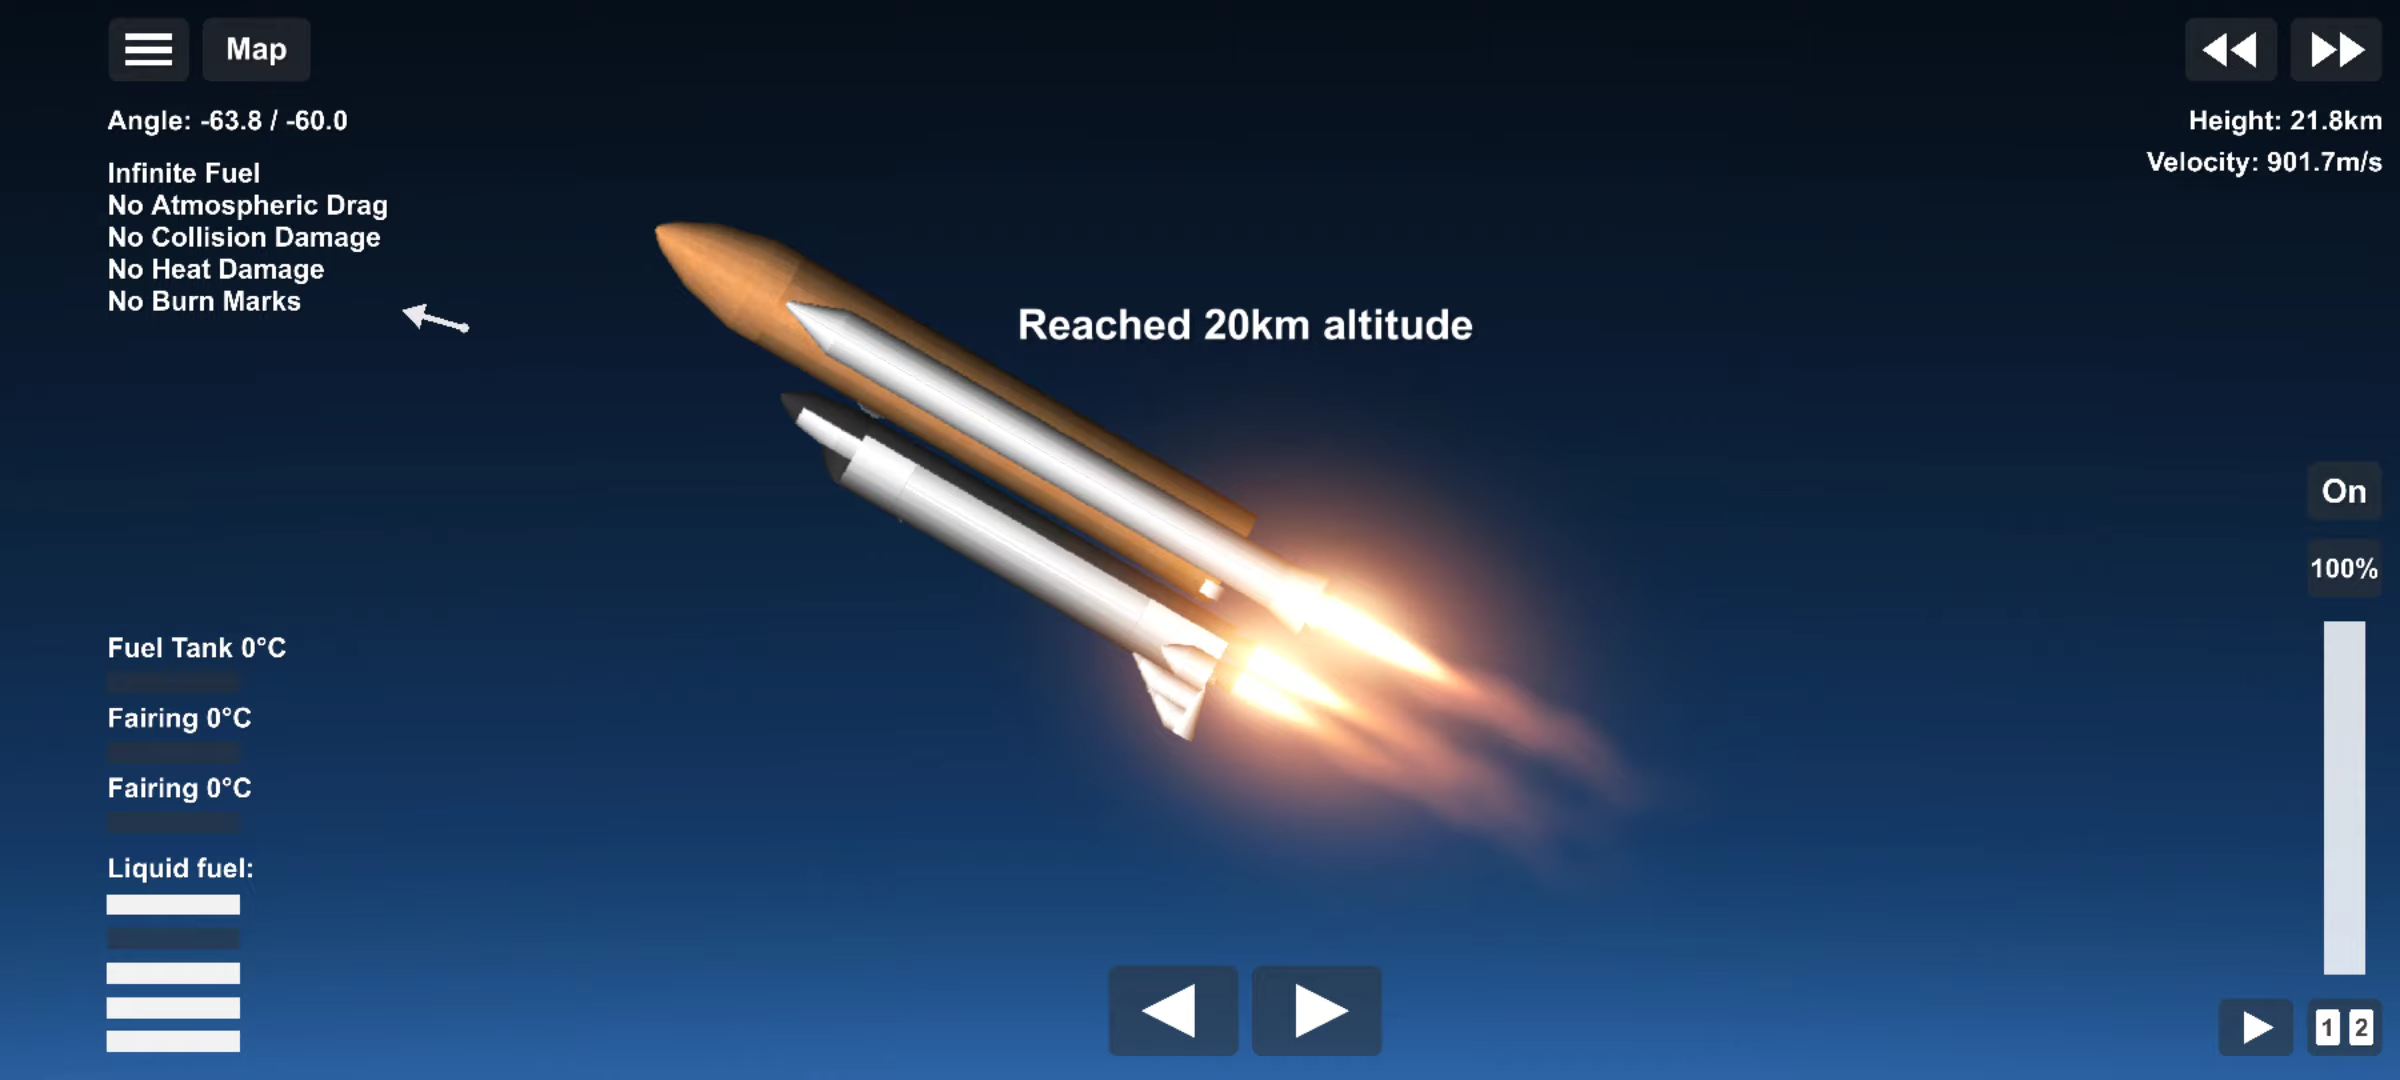 Map
Angle: -63.8 / -60.0
Infinite Fuel
No Atmospheric Drag
No Collision Damage
No Heat Damage
No Burn Marks
Height: 21.8km
Velocity: 901.7m/s
Reached 20km altitude
On
100%
Fuel Tank 0°C
Fairing 0°C
Fairing 0°C
Liquid fuel:
1 2